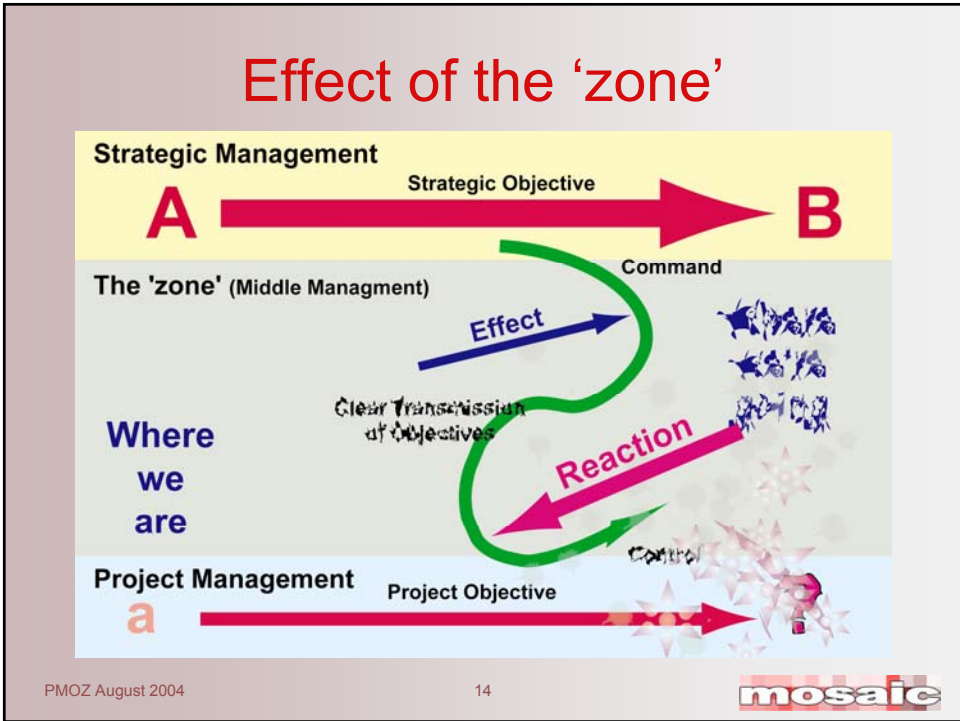 Effect of the ‘zone’
Strategic Management
Strategic Objective
A
B
Command
The 'zone' (Middle Managment)
Effect
Clear Transmission
of Objectives
Where
we
are
Reaction
Control
Project Management
Project Objective
a
PMOZ August 2004
14
mosaic